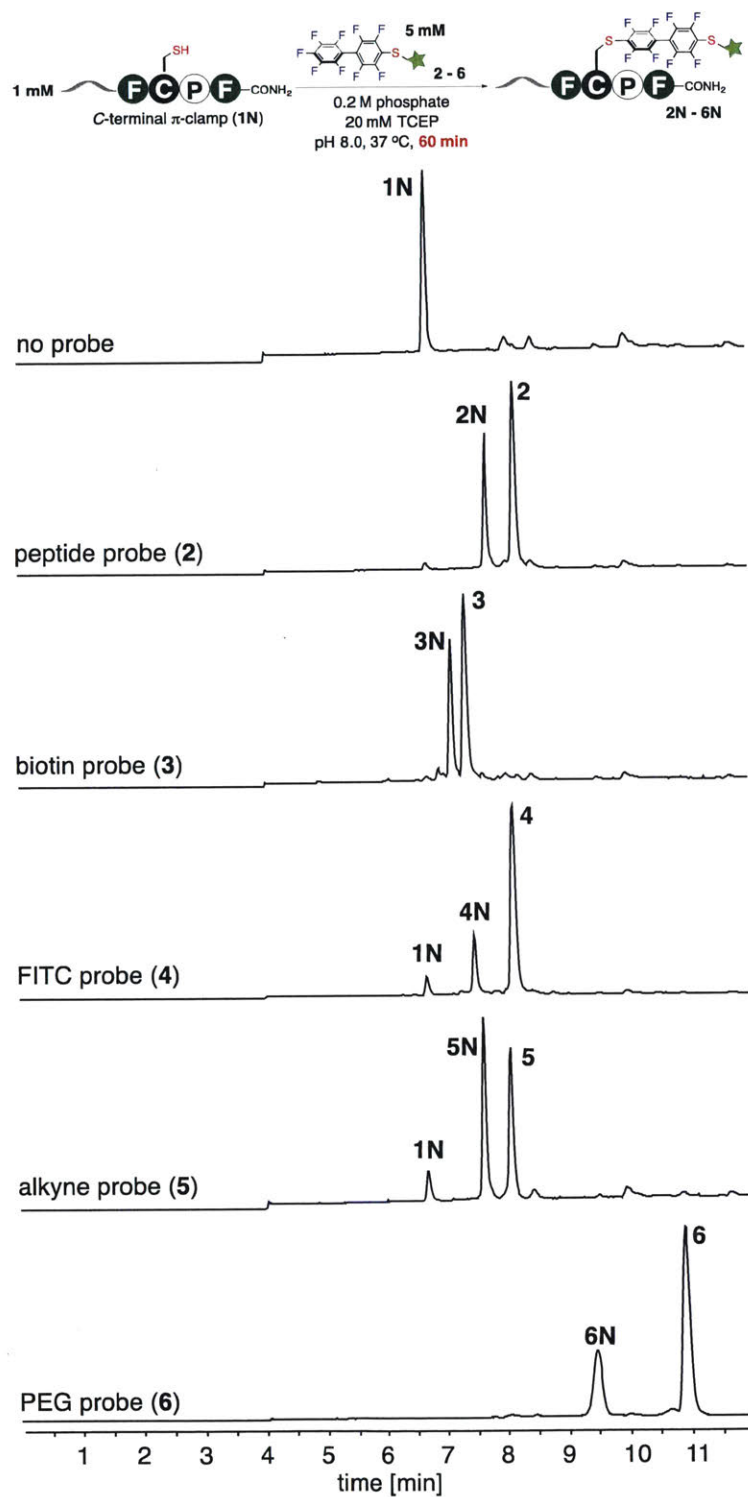 SH
1 mM
F C P F
CONH₂
C-terminal π-clamp (1N)
F F F F F F F F F
S
5 mM
2 - 6
0.2 M phosphate
20 mM TCEP
pH 8.0, 37 ºC, 60 min
S
F F F F F F F F
S
F C P F
CONH₂
2N - 6N
1N
no probe
2N
2
peptide probe (2)
3N
3
biotin probe (3)
1N
4N
4
FITC probe (4)
1N
5N
5
alkyne probe (5)
6N
6
PEG probe (6)
1 2 3 4 5 6 7 8 9 10 11
time [min]